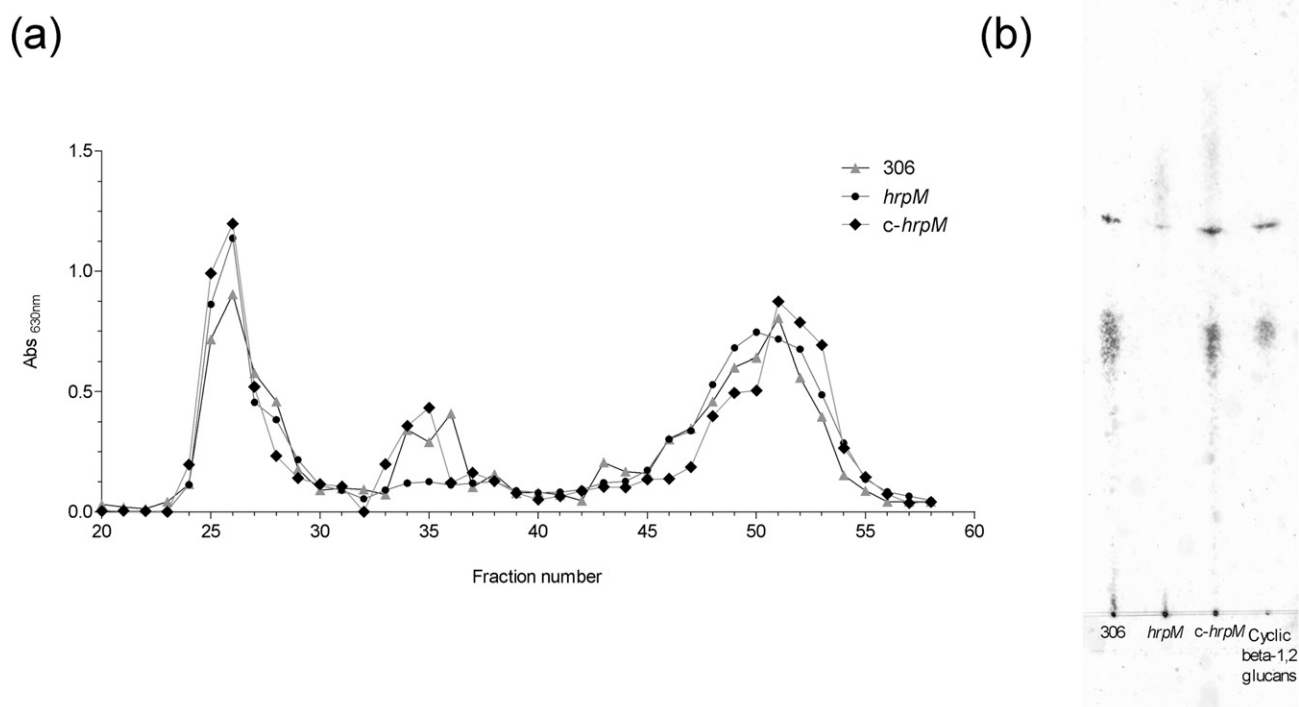 (a)
(b)
306
hrpM
c-hrpM
1.5
1.0
0.5
0.0
Abs 630nm
20 25 30 35 40 45 50 55 60
Fraction number
306 hrpM c-hrpM Cyclic
beta-1,2
glucans